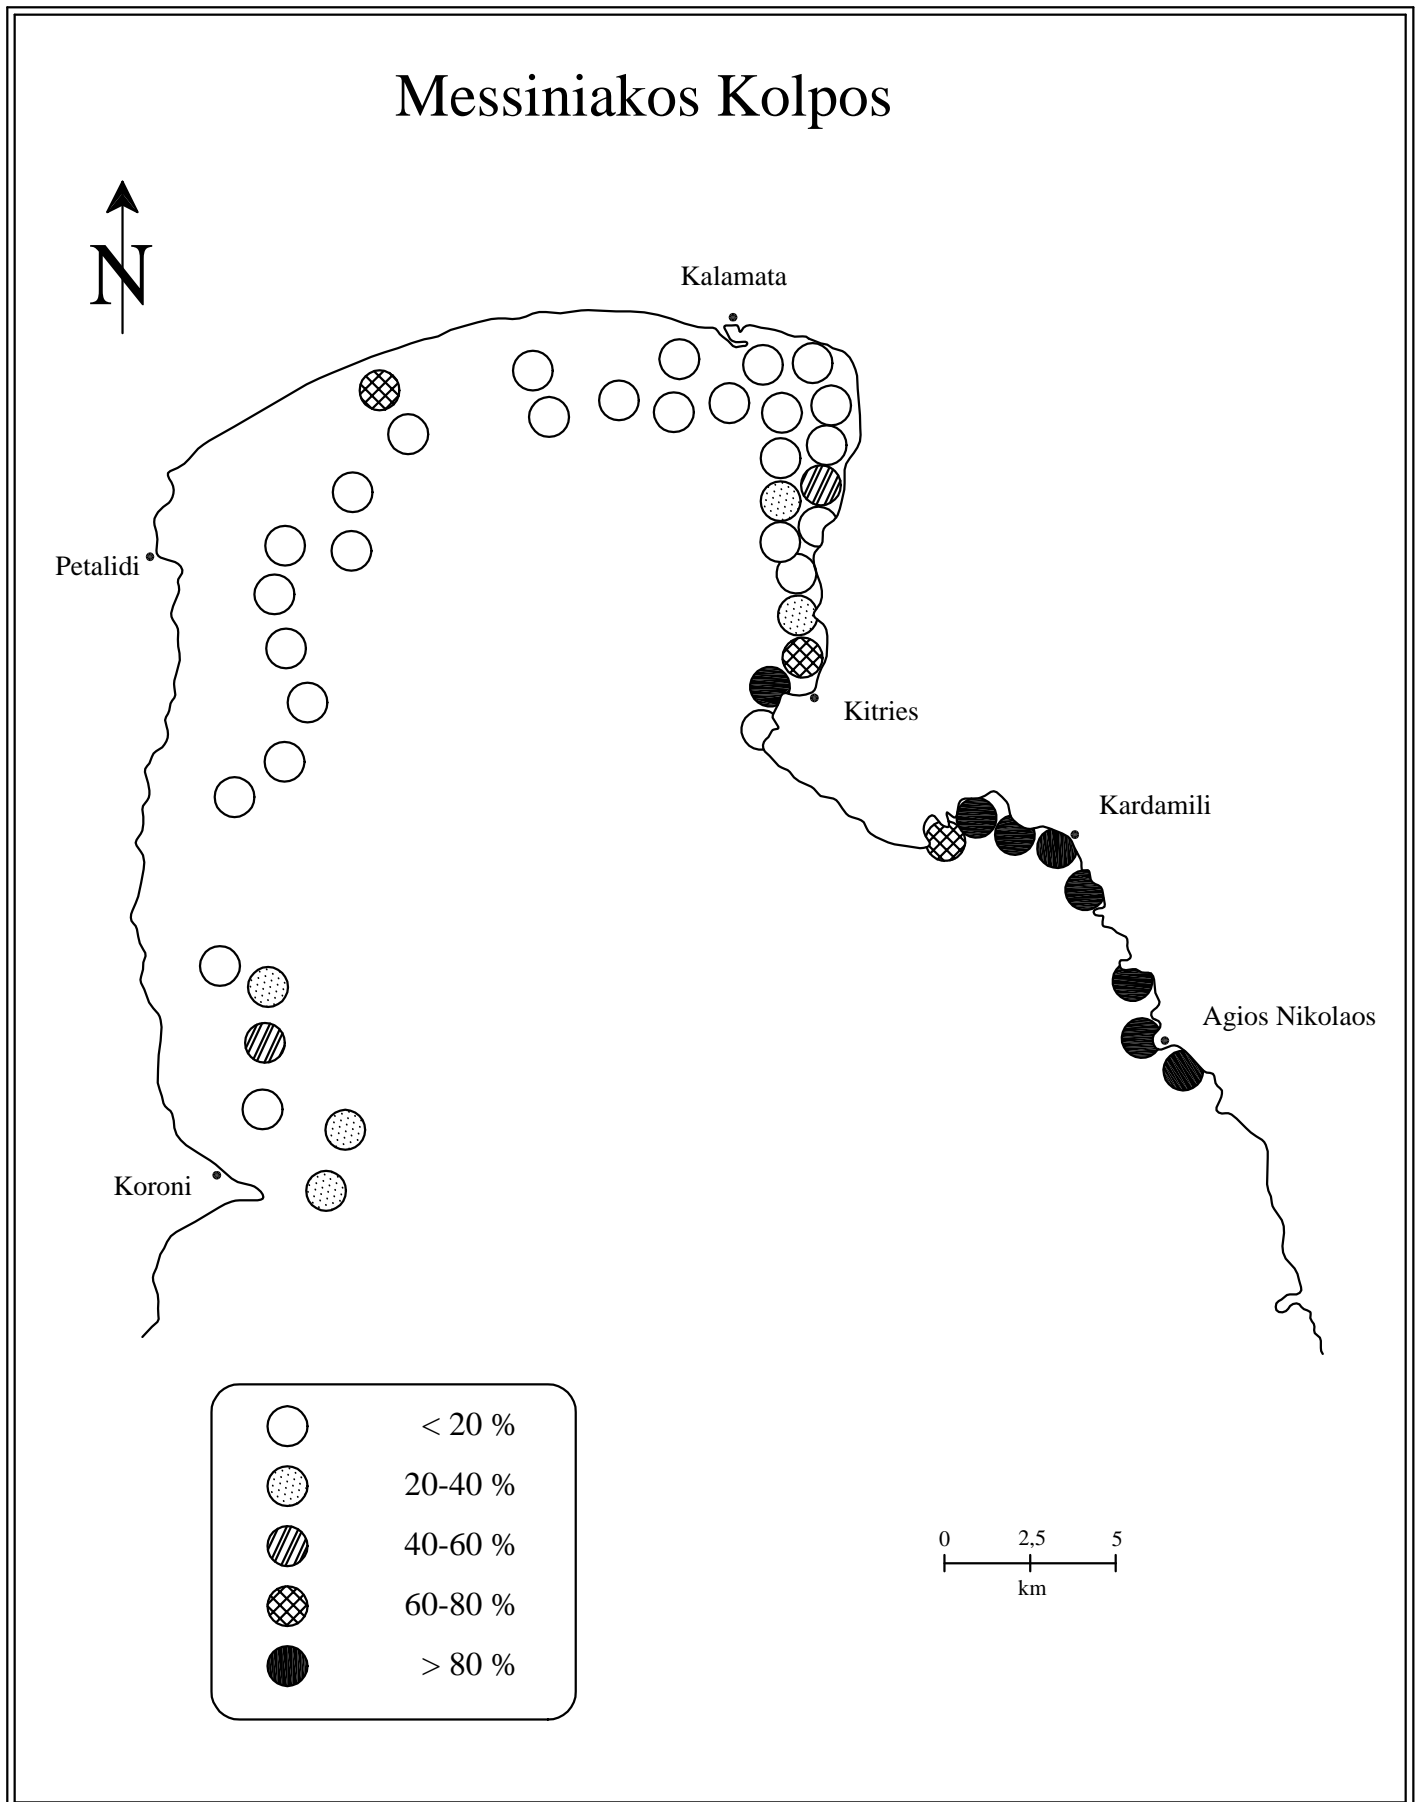 Messiniakos Kolpos
N
Kalamata
Petalidi
Kitries
Kardamili
Agios Nikolaos
Koroni
< 20 %
20-40 %
40-60 %
60-80 %
> 80 %
0 2,5 5
km